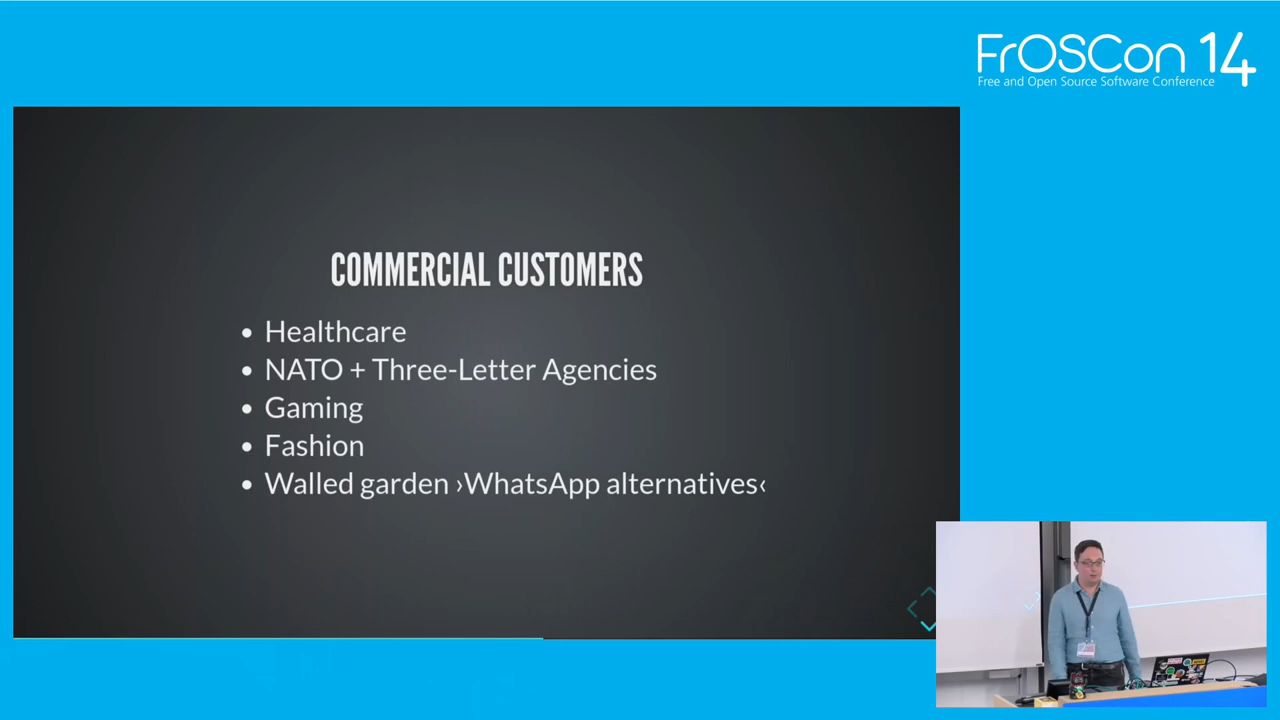 FrOSCon 14
Free and Open Source Software Conference
COMMERCIAL CUSTOMERS
• Healthcare
• NATO + Three-Letter Agencies
• Gaming
• Fashion
• Walled garden ›WhatsApp alternatives‹